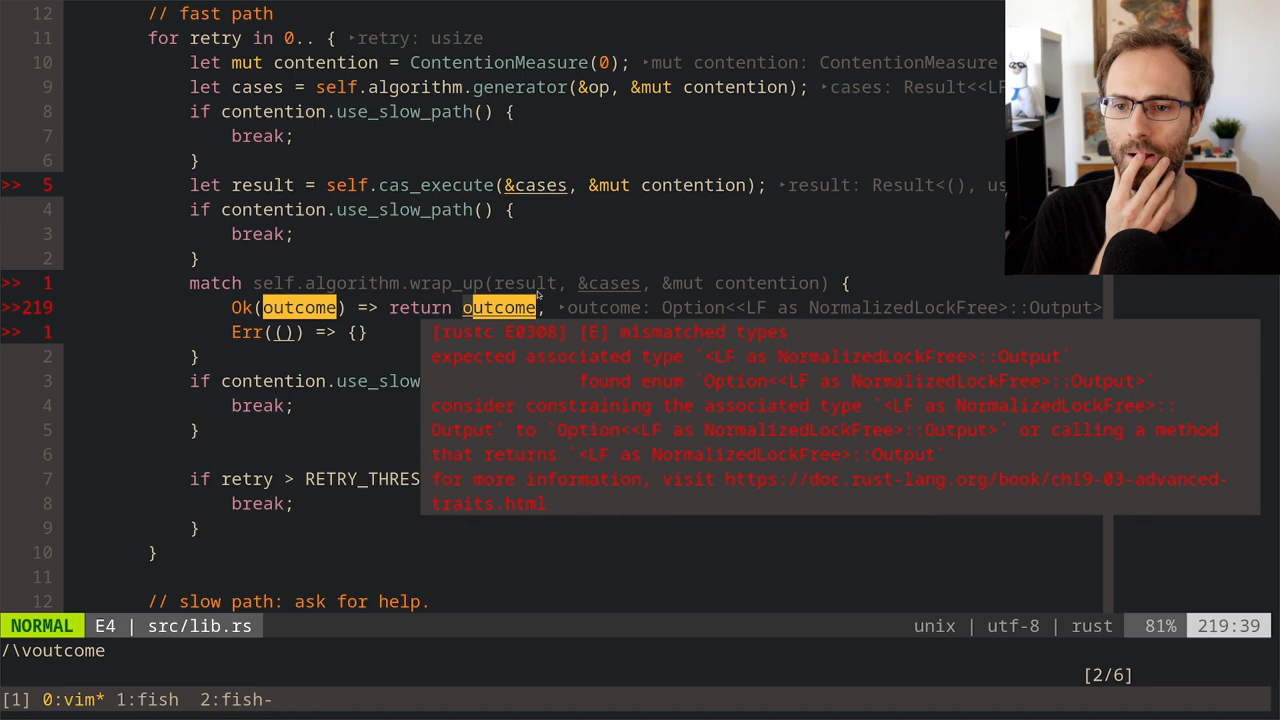 12 // fast path
11 for retry in 0.. { ‣retry: usize
10 let mut contention = ContentionMeasure(0); ‣mut contention: ContentionMeasure
9 let cases = self.algorithm.generator(&op, &mut contention); ‣cases: Result<<LF
8 if contention.use_slow_path() {
7 break;
6 }
>> 5 let result = self.cas_execute(&cases, &mut contention); ‣result: Result<(), us
4 if contention.use_slow_path() {
3 break;
2 }
>> 1 match self.algorithm.wrap_up(result, &cases, &mut contention) {
>>219 Ok(outcome) => return outcome, ‣outcome: Option<<LF as NormalizedLockFree>::Output>
>> 1 Err(()) => {}
[rustc E0308] [E] mismatched types
2 }
expected associated type `<LF as NormalizedLockFree>::Output`
3 if contention.use_slow
found enum `Option<<LF as NormalizedLockFree>::Output>`
4 break;
consider constraining the associated type `<LF as NormalizedLockFree>::
5 }
Output` to `Option<<LF as NormalizedLockFree>::Output>` or calling a method
6
that returns `<LF as NormalizedLockFree>::Output`
7 if retry > RETRY_THRES
for more information, visit https://doc.rust-lang.org/book/ch19-03-advanced-
8 break;
traits.html
9 }
10 }
11
12 // slow path: ask for help.
NORMAL E4 | src/lib.rs unix | utf-8 | rust 81% 219:39
/\voutcome
[2/6]
[1] 0:vim* 1:fish 2:fish-